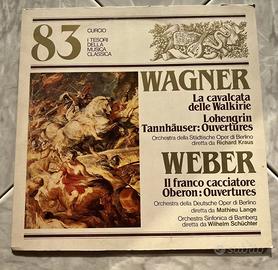 83
CURCIO
I TESORI
DELLA
MUSICA
CLASSICA
WAGNER
La cavalcata
delle Walkirie
Lohengrin
Tannhäuser: Ouvertures
Orchestra della Städtische Oper di Berlino
diretta da Richard Kraus
WEBER
Il franco cacciatore
Oberon: Ouvertures
Orchestra della Deutsche Oper di Berlino
diretta da Mathieu Lange
Orchestra Sinfonica di Bamberg
diretta da Wilhelm Schüchter
subito.it